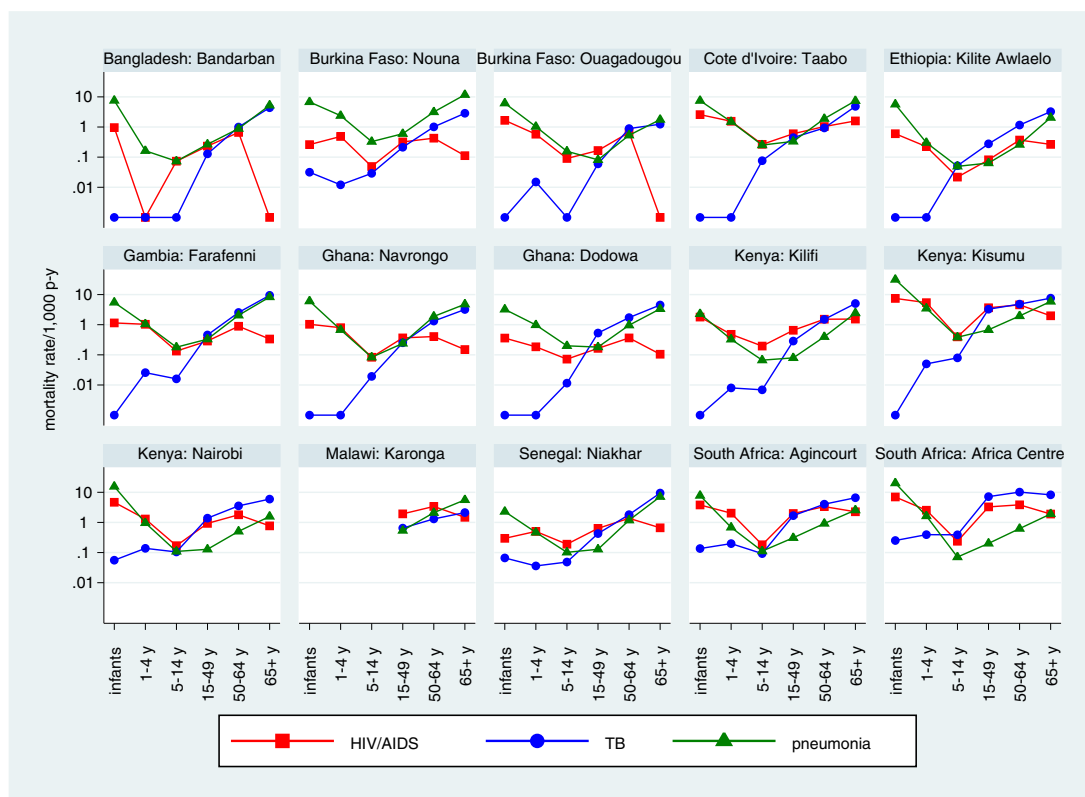 Bangladesh: Bandarban
Burkina Faso: Nouna
Burkina Faso: Ouagadougou
Cote d'Ivoire: Taabo
Ethiopia: Kilite Awlaelo
10
1
.1
.01
Gambia: Farafenni
Ghana: Navrongo
Ghana: Dodowa
Kenya: Kilifi
Kenya: Kisumu
mortality rate/1,000 p-y
10
1
.1
.01
Kenya: Nairobi
Malawi: Karonga
Senegal: Niakhar
South Africa: Agincourt
South Africa: Africa Centre
10
1
.1
.01
infants
1-4 y
5-14 y
15-49 y
50-64 y
65+ y
infants
1-4 y
5-14 y
15-49 y
50-64 y
65+ y
infants
1-4 y
5-14 y
15-49 y
50-64 y
65+ y
infants
1-4 y
5-14 y
15-49 y
50-64 y
65+ y
infants
1-4 y
5-14 y
15-49 y
50-64 y
65+ y
HIV/AIDS
TB
pneumonia